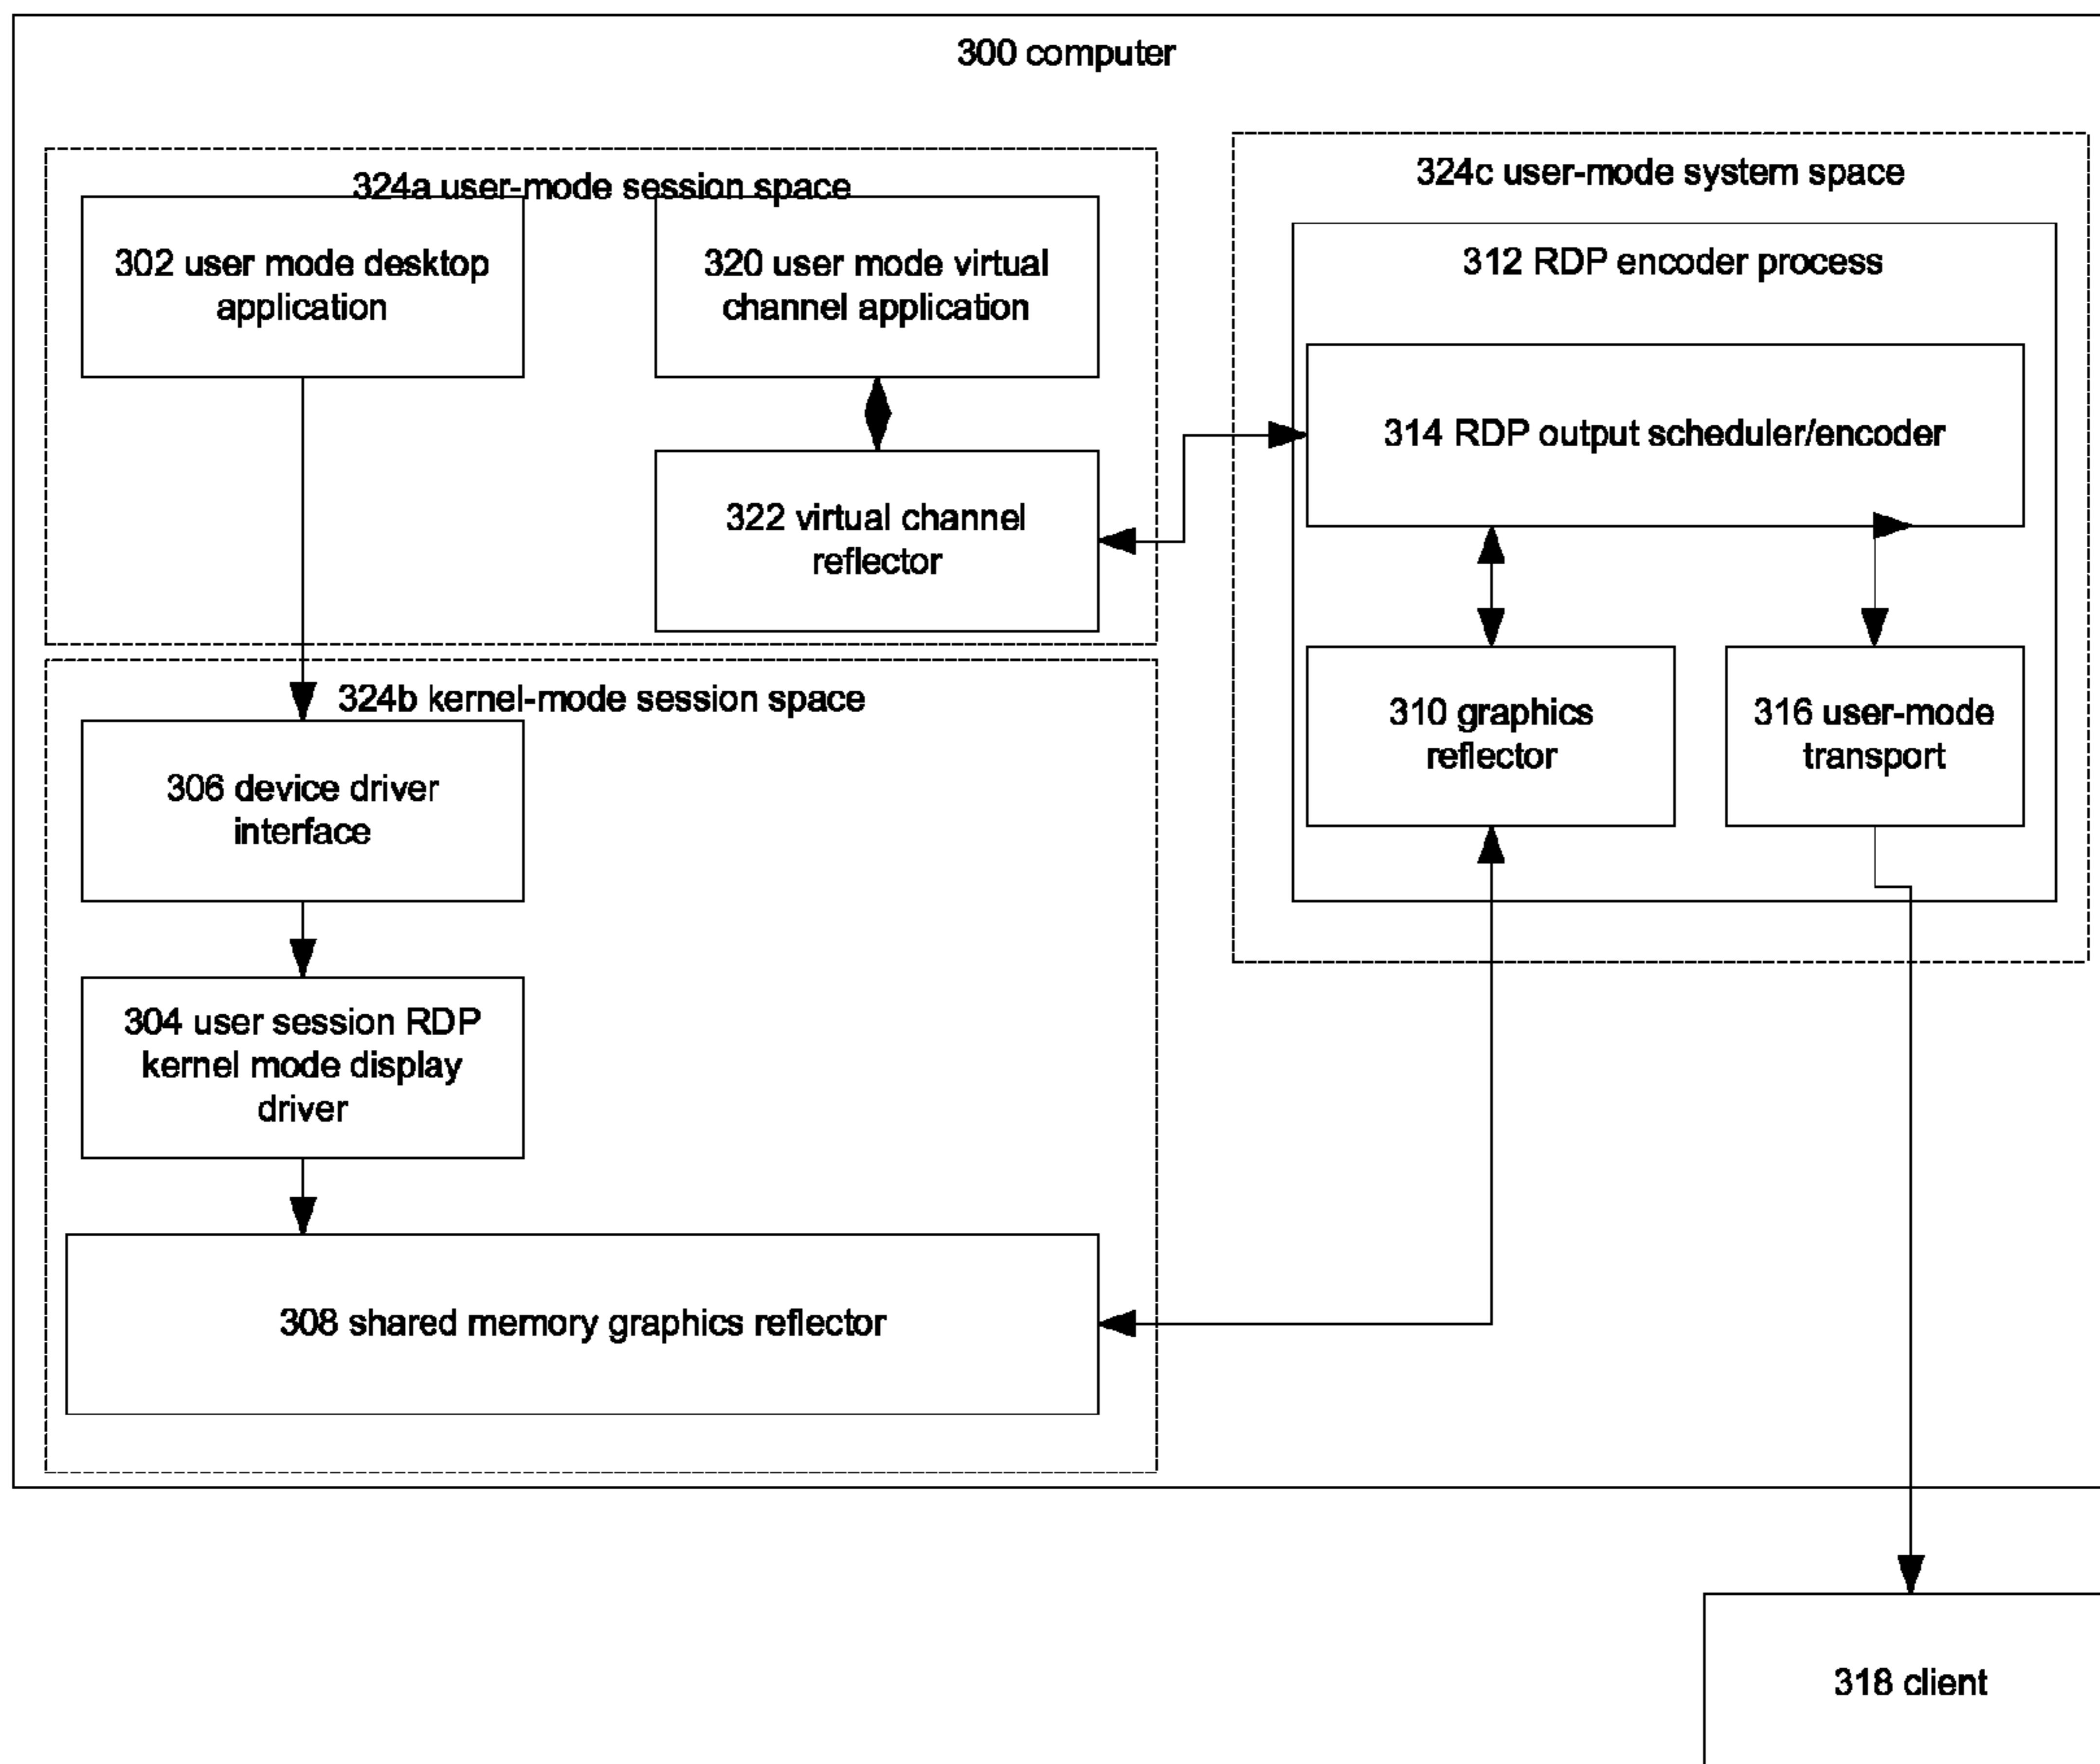 300 computer
324a user-mode session space
302 user mode desktop
application
320 user mode virtual
channel application
322 virtual channel
reflector
324c user-mode system space
312 RDP encoder process
314 RDP output scheduler/encoder
310 graphics
reflector
316 user-mode
transport
324b kernel-mode session space
306 device driver
interface
304 user session RDP
kernel mode display
driver
308 shared memory graphics reflector
318 client